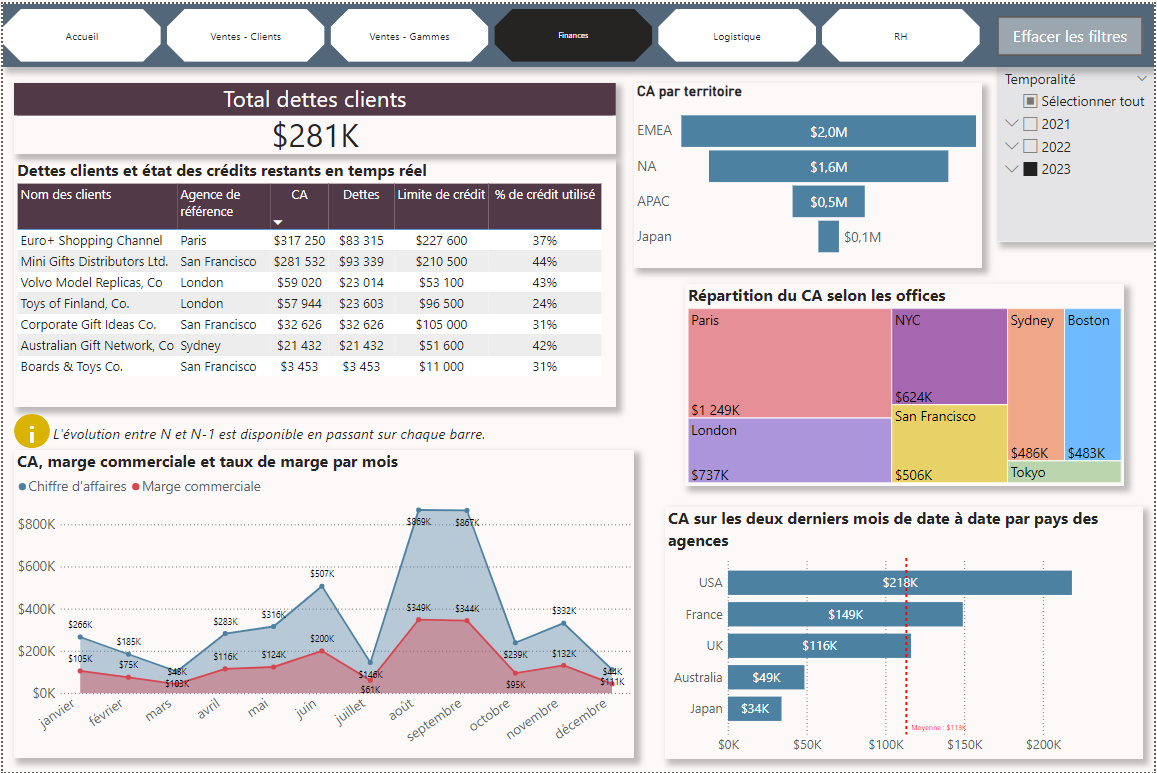 Accueil
Ventes - Clients
Ventes - Gammes
Finances
Logistique
RH
Effacer les filtres
Temporalité
Sélectionner tout
2021
2022
2023
Total dettes clients
$281K
Dettes clients et état des crédits restants en temps réel
Nom des clients Agence de référence CA Dettes Limite de crédit % de crédit utilisé
Euro+ Shopping Channel Paris $317 250 $83 315 $227 600 37%
Mini Gifts Distributors Ltd. San Francisco $281 532 $93 339 $210 500 44%
Volvo Model Replicas, Co London $59 020 $23 014 $53 100 43%
Toys of Finland, Co. London $57 944 $23 603 $96 500 24%
Corporate Gift Ideas Co. San Francisco $32 626 $32 626 $105 000 31%
Australian Gift Network, Co Sydney $21 432 $21 432 $51 600 42%
Boards & Toys Co. San Francisco $3 453 $3 453 $11 000 31%
CA par territoire
EMEA $2,0M
NA $1,6M
APAC $0,5M
Japan $0,1M
Répartition du CA selon les offices
Paris
$1 249K
London
$737K
NYC
$624K
San Francisco
$506K
Sydney
$486K
Boston
$483K
Tokyo
L'évolution entre N et N-1 est disponible en passant sur chaque barre.
CA, marge commerciale et taux de marge par mois
Chiffre d'affaires Marge commerciale
$800K
$600K
$400K
$200K
$0K
$266K
$185K
$103K
$283K
$316K
$507K
$146K
$869K
$867K
$239K
$332K
$111K
$105K
$75K
$48K
$116K
$124K
$200K
$61K
$349K
$344K
$95K
$132K
$44K
janvier
février
mars
avril
mai
juin
juillet
août
septembre
octobre
novembre
décembre
CA sur les deux derniers mois de date à date par pays des
agences
USA $218K
France $149K
UK $116K
Australia $49K
Japan $34K
Moyenne : $113K
$0K $50K $100K $150K $200K